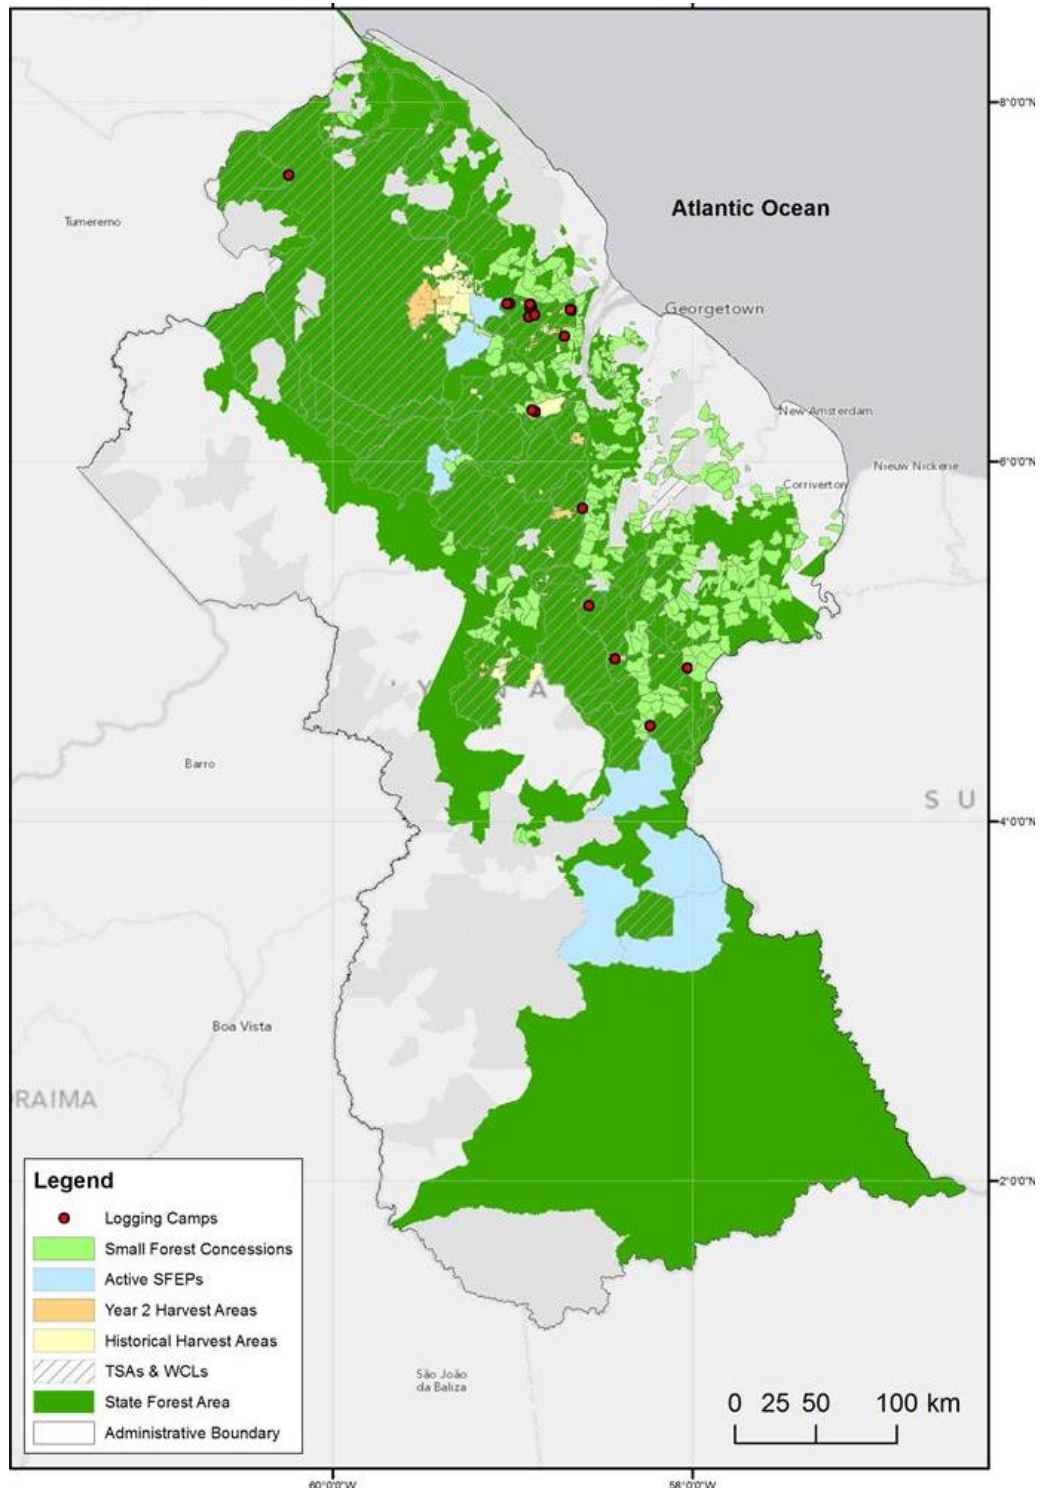 8°0'0"N
Tumeremo
Atlantic Ocean
Georgetown
New Amsterdam
6°0'0"N
Nieuw Nickerie
Corriverton
Barro
S U
4°0'0"N
Boa Vista
RAIMA
Legend
Logging Camps
Small Forest Concessions
Active SFEPs
Year 2 Harvest Areas
Historical Harvest Areas
TSAs & WCLs
State Forest Area
Administrative Boundary
2°0'0"N
São João
da Baliza
0 25 50 100 km
60°0'0"W
58°0'0"W